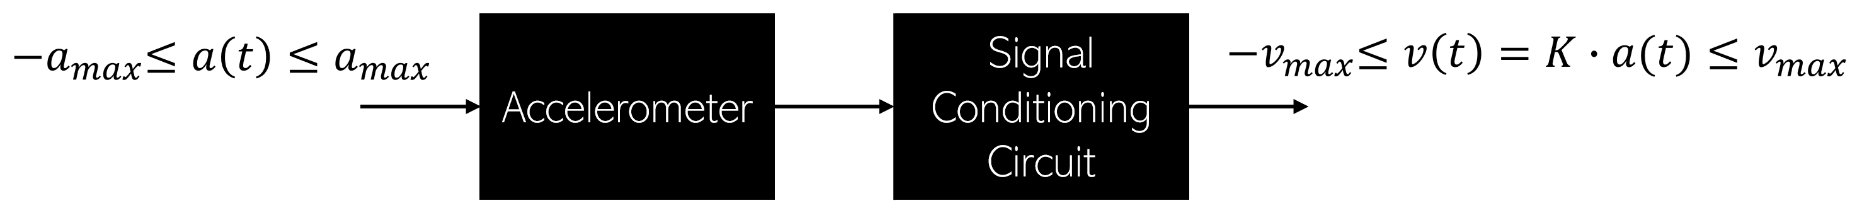 −a_max ≤ a(t) ≤ a_max
Accelerometer
Signal
Conditioning
Circuit
−v_max ≤ v(t) = K · a(t) ≤ v_max